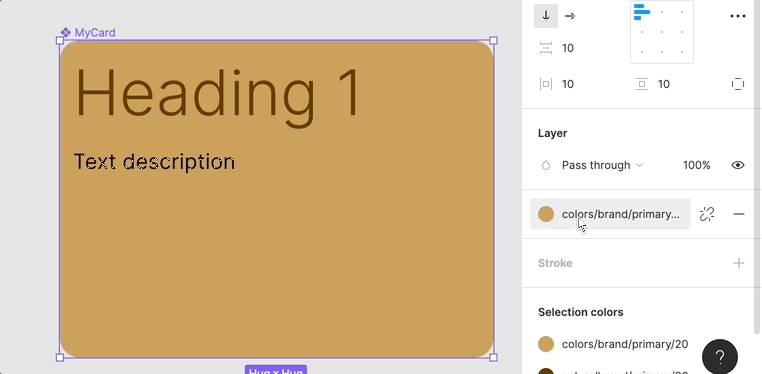 MyCard
Heading 1
Text description
Hug x Hug
10
10
10
Layer
Pass through
100%
colors/brand/primary...
Stroke
Selection colors
colors/brand/primary/20
?